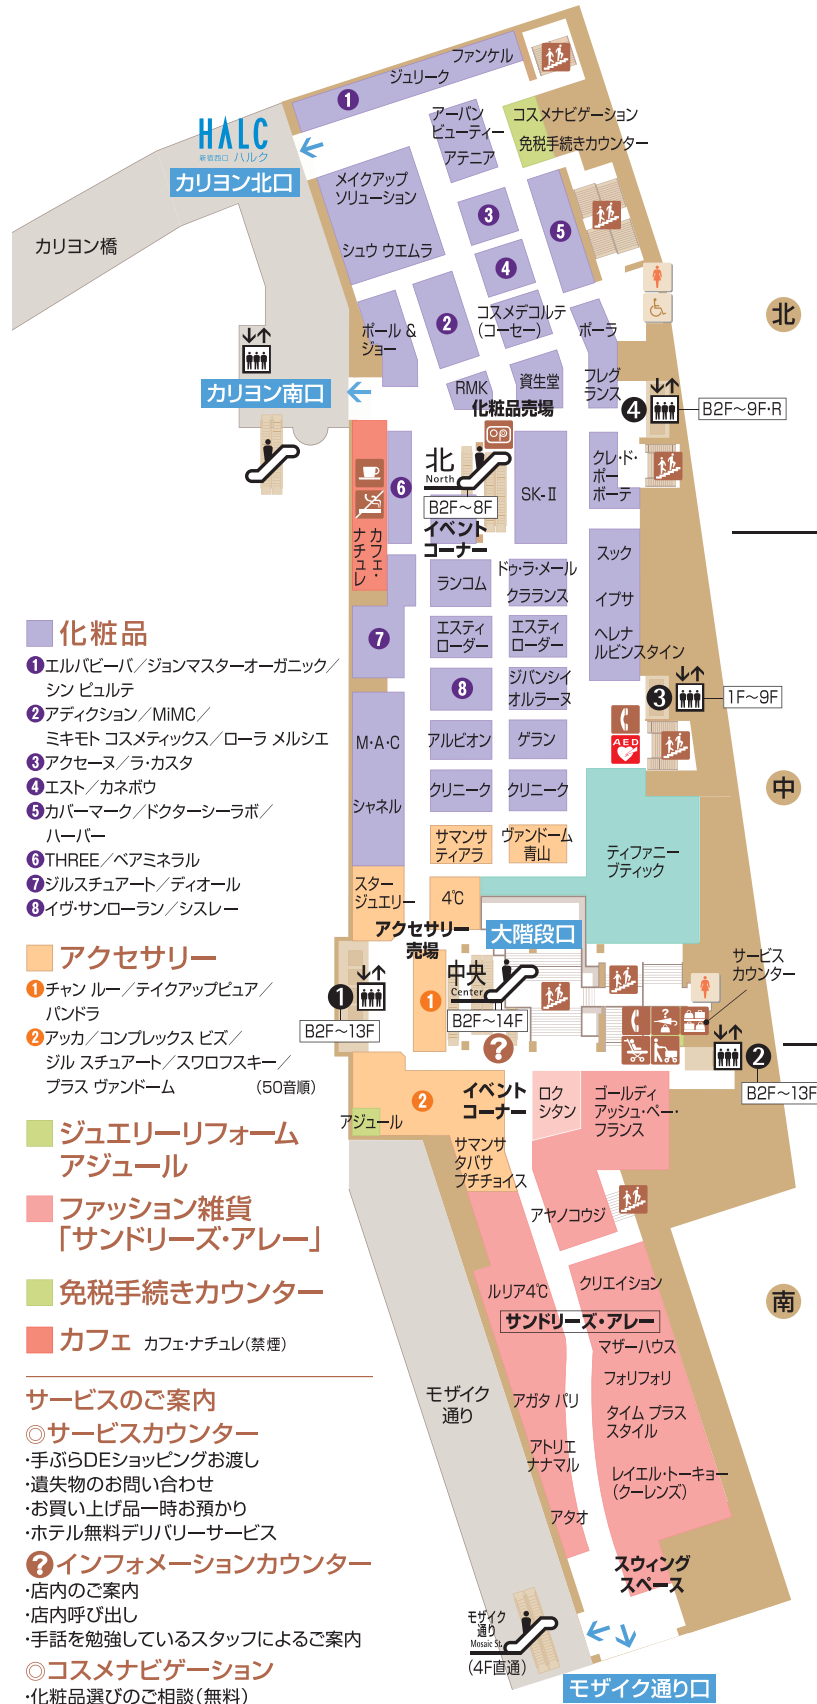 ファンケル
ジュリーク
❶
HALC
新宿西口 ハルク
カリヨン北口
カリヨン橋
アーバン
ビューティー
アテニア
コスメナビゲーション
免税手続きカウンター
メイクアップ
ソリューション
シュウ ウエムラ
❸
❺
❹
❷
コスメデコルテ
(コーセー)
ポール &
ジョー
ポーラ
北
カリヨン南口
RMK
資生堂
フレグ
ランス
化粧品売場
❹
B2F～9F・R
北
North
B2F～8F
❻
SK-II
クレ・ド・
ポー
ボーテ
カフェ・
ナチュレ
イベント
コーナー
ランコム
ドゥ・ラ・メール
クラランス
スック
イプサ
ヘレナ
ルビンスタイン
エスティ
ローダー
エスティ
ローダー
❼
❽
ジバンシイ
オルラーヌ
❸
1F～9F
AED
M・A・C
アルビオン
ゲラン
シャネル
クリニーク
クリニーク
中
サマンサ
ティアラ
ヴァンドーム
青山
ティファニー
ブティック
スター
ジュエリー
4℃
アクセサリー
売場
大階段口
❶
B2F～13F
❶
中央
Center
B2F～14F
?
サービス
カウンター
❷
B2F～13F
❷
イベント
コーナー
アジュール
ロク
シタン
ゴールディ
アッシュ・ペー・
フランス
サマンサ
タバサ
プチチョイス
アヤノコウジ
ルリア4℃
クリエイション
サンドリーズ・アレー
マザーハウス
南
フォリフォリ
アガタ パリ
タイム プラス
スタイル
モザイク
通り
アトリエ
ナナマル
レイエル・トーキョー
(クーレンズ)
アタオ
スウィング
スペース
モザイク
通り
Mosaic St.
(4F直通)
モザイク通り口
化粧品
❶エルバビーバ／ジョンマスターオーガニック／
シン ピュルテ
❷アディクション／MiMC／
ミキモト コスメティックス／ローラ メルシエ
❸アクセーヌ／ラ・カスタ
❹エスト／カネボウ
❺カバーマーク／ドクターシーラボ／
ハーバー
❻THREE／ベアミネラル
❼ジルスチュアート／ディオール
❽イヴ・サンローラン／シスレー
アクセサリー
❶チャン ルー／テイクアップピュア／
パンドラ
❷アッカ／コンプレックス ビズ／
ジル スチュアート／スワロフスキー／
プラス ヴァンドーム (50音順)
ジュエリーリフォーム
アジュール
ファッション雑貨
「サンドリーズ・アレー」
免税手続きカウンター
カフェ カフェ・ナチュレ(禁煙)
サービスのご案内
◎サービスカウンター
・手ぶらDEショッピングお渡し
・遺失物のお問い合わせ
・お買い上げ品一時お預かり
・ホテル無料デリバリーサービス
?インフォメーションカウンター
・店内のご案内
・店内呼び出し
・手話を勉強しているスタッフによるご案内
◎コスメナビゲーション
・化粧品選びのご相談(無料)